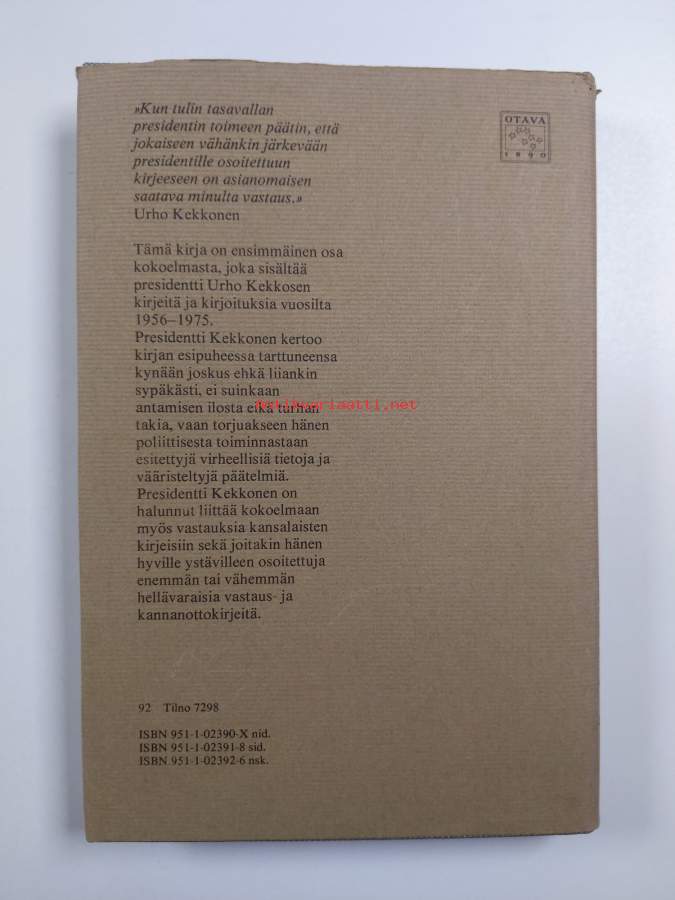 »Kun tulin tasavallan
presidentin toimeen päätin, että
jokaiseen vähänkin järkevään
presidentille osoitettuun
kirjeeseen on asianomaisen
saatava minulta vastaus.»
Urho Kekkonen
OTAVA
1890
Tämä kirja on ensimmäinen osa
kokoelmasta, joka sisältää
presidentti Urho Kekkosen
kirjeitä ja kirjoituksia vuosilta
1956–1975.
Presidentti Kekkonen kertoo
kirjan esipuheessa tarttuneensa
kynään joskus ehkä liiankin
sypäkästi, ei suinkaan
antamisen ilosta eikä turhan
takia, vaan torjuakseen hänen
poliittisesta toiminnastaan
esitettyjä virheellisiä tietoja ja
vääristeltyjä päätelmiä.
Presidentti Kekkonen on
halunnut liittää kokoelmaan
myös vastauksia kansalaisten
kirjeisiin sekä joitakin hänen
hyville ystävilleen osoitettuja
enemmän tai vähemmän
hellävaraisia vastaus- ja
kannanottokirjeitä.
92 Tilno 7298
ISBN 951-1-02390-X nid.
ISBN 951-1-02391-8 sid.
ISBN 951-1-02392-6 nsk.